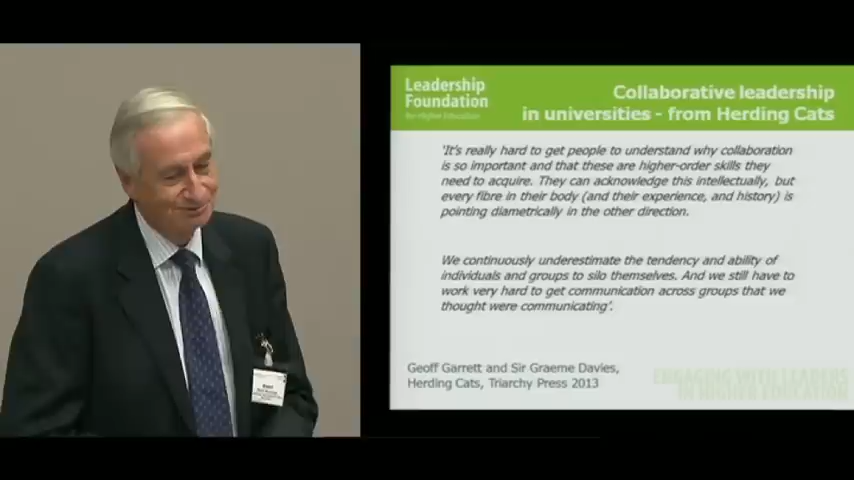 Leadership
Foundation
for Higher Education
Collaborative leadership
in universities - from Herding Cats
'It's really hard to get people to understand why collaboration
is so important and that these are higher-order skills they
need to acquire. They can acknowledge this intellectually, but
every fibre in their body (and their experience, and history) is
pointing diametrically in the other direction.
We continuously underestimate the tendency and ability of
individuals and groups to silo themselves. And we still have to
work very hard to get communication across groups that we
thought were communicating'.
Geoff Garrett and Sir Graeme Davies,
Herding Cats, Triarchy Press 2013
ENGAGING WITH LEADERS
IN HIGHER EDUCATION